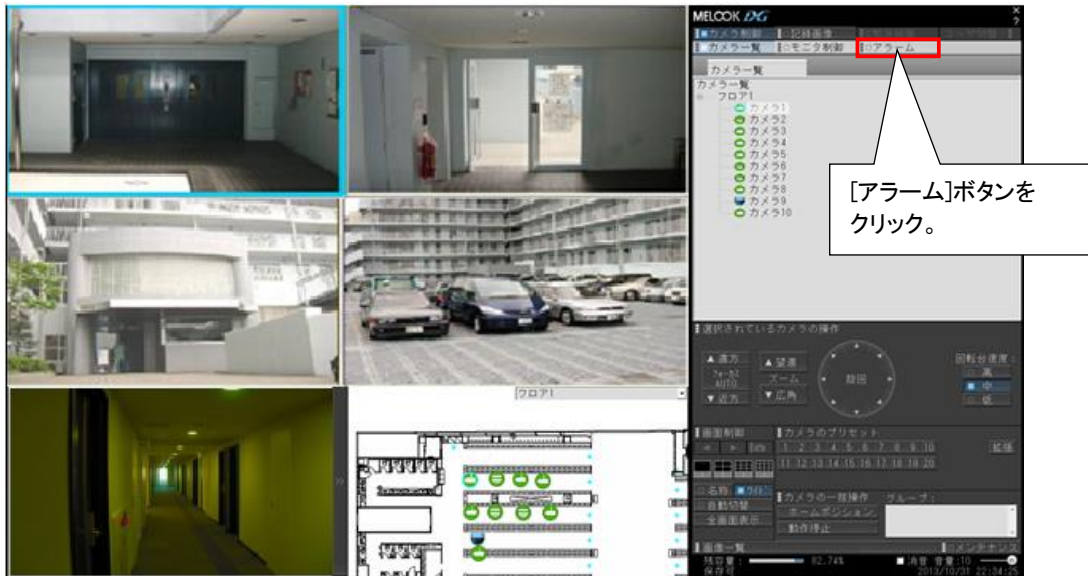 MELOOK DG
×
?
カメラ制御
記録画像
カメラ一覧
モニタ制御
アラーム
カメラ一覧
カメラ一覧
フロア1
カメラ1
カメラ2
カメラ3
カメラ4
カメラ5
カメラ6
カメラ7
カメラ8
カメラ9
カメラ10
[アラーム]ボタンを
クリック。
選択されているカメラの操作
▲遠方
フォーカス
AUTO
▼近方
▲望遠
ズーム
▼広角
旋回
回転台速度:
高
中
低
フロア1
画面制御
カメラのプリセット
1 2 3 4 5 6 7 8 9 10
拡張
11 12 13 14 15 16 17 18 19 20
名称
自動切替
全画面表示
カメラの一括操作
グループ:
ホームポジション
動作停止
画像一覧
メンテナンス
残容量:
82.74%
消音
音量:10
保存可
2013/10/31 22:34:25